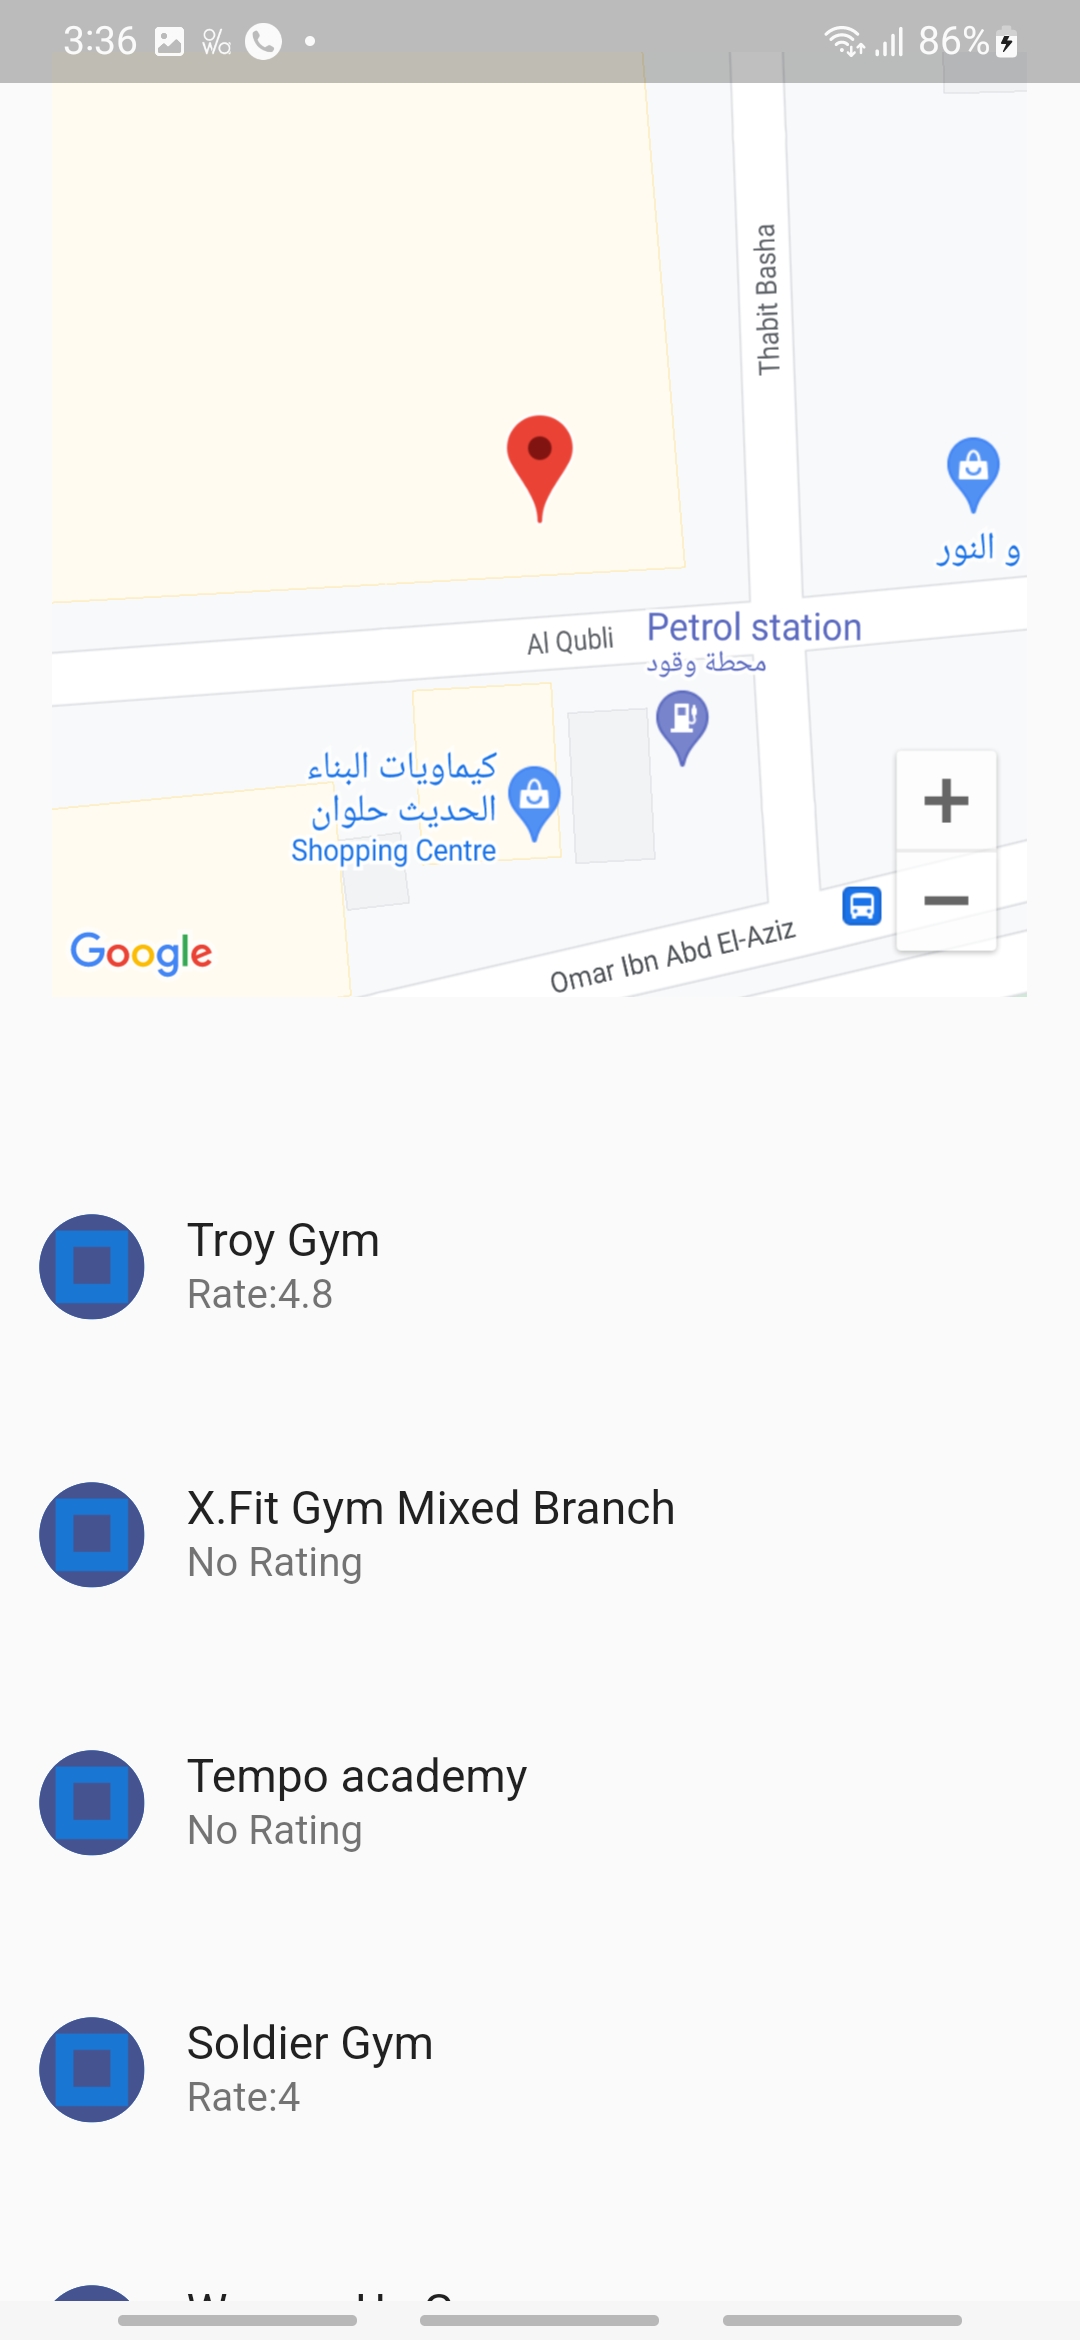 3:36
86%
Thabit Basha
و النور
Al Qubli
Petrol station
محطة وقود
كيماويات البناء
الحديث حلوان
Shopping Centre
Google
Omar Ibn Abd El-Aziz
Troy Gym
Rate:4.8
X.Fit Gym Mixed Branch
No Rating
Tempo academy
No Rating
Soldier Gym
Rate:4